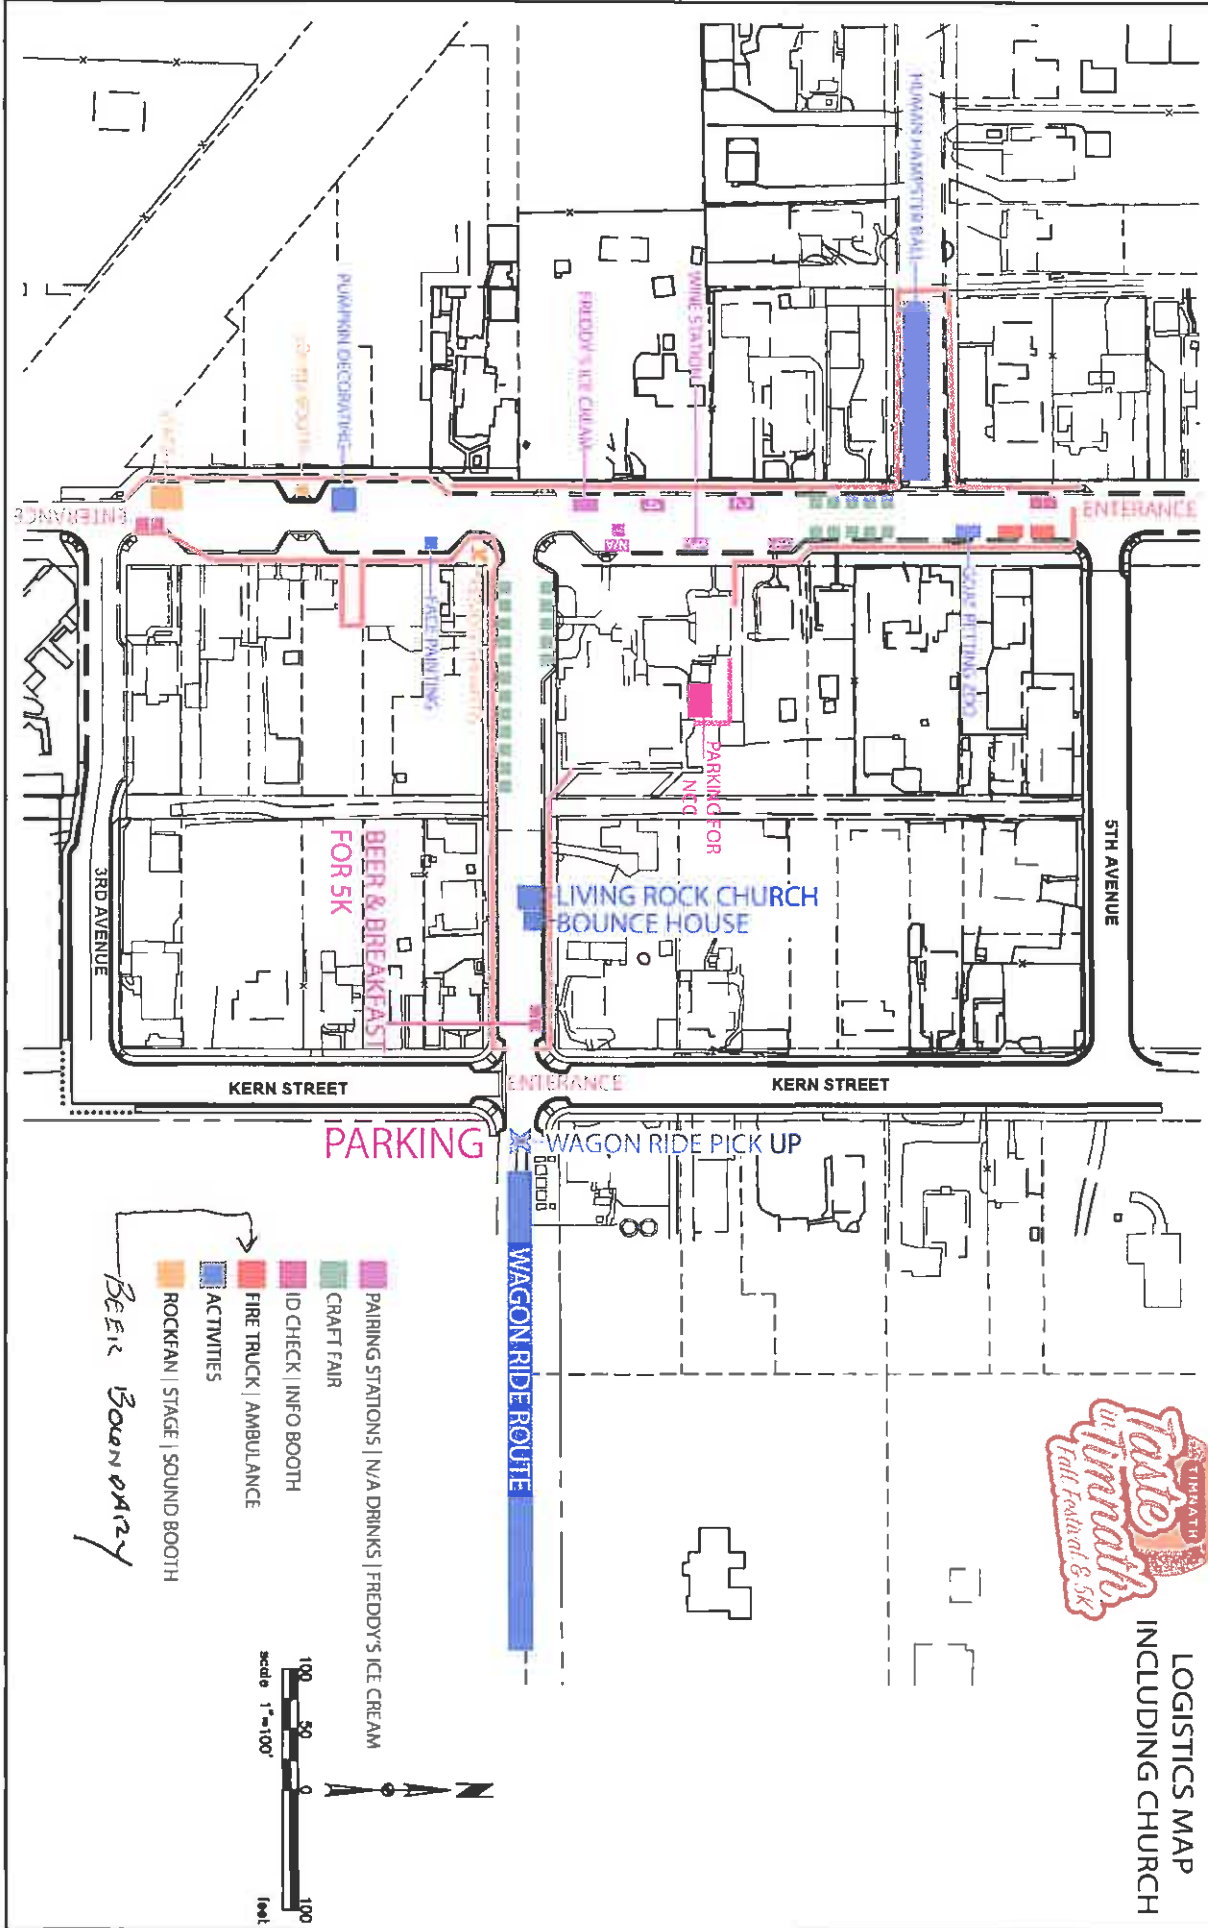 LOGISTICS MAP
INCLUDING CHURCH
TIMNATH
Taste
in Timnath
Fall Festival & 5K
HUMAN HAMPSTER BALL
WINE STATION
FREDDY'S ICE CREAM
PUMPKIN DECORATING
ENTERANCE
ENTERANCE
GOAT PETTING ZOO
N/A
FACE PAINTING
PARKING FOR
5TH AVENUE
3RD AVENUE
LIVING ROCK CHURCH
BOUNCE HOUSE
BEER & BREAKFAST
FOR 5K
KERN STREET
ENTERANCE
KERN STREET
PARKING
WAGON RIDE PICK UP
WAGON RIDE ROUTE
PAIRING STATIONS | N/A DRINKS | FREDDY'S ICE CREAM
CRAFT FAIR
ID CHECK | INFO BOOTH
FIRE TRUCK | AMBULANCE
ACTIVITIES
ROCKFAN | STAGE | SOUND BOOTH
BEER BOUNDARY
N
100 50 0 100
scale 1"=100' feet